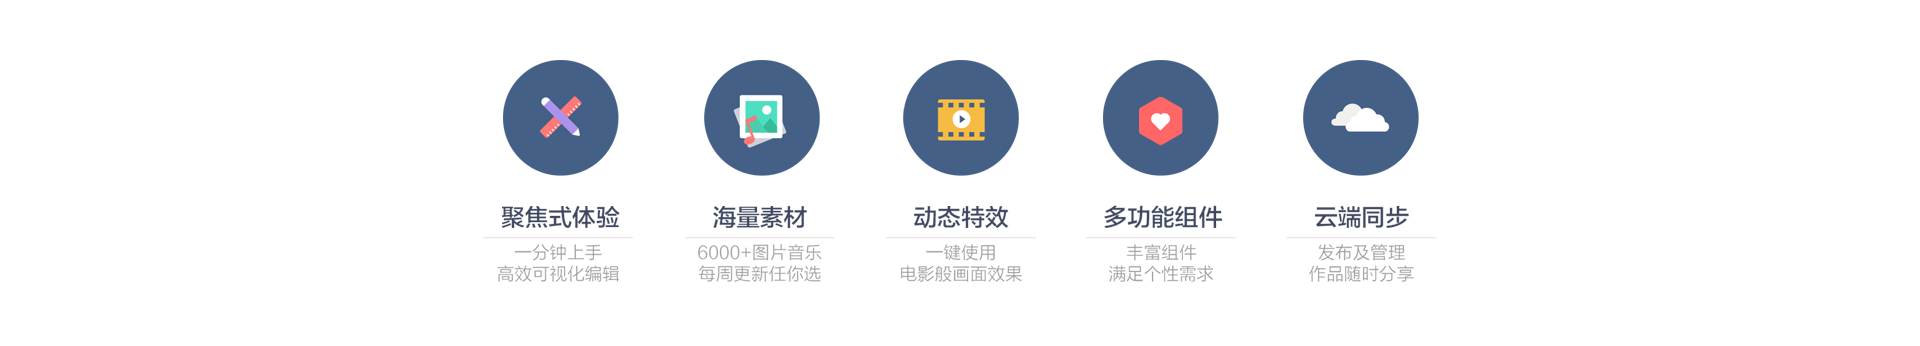 聚焦式体验
一分钟上手
高效可视化编辑
海量素材
6000+图片音乐
每周更新任你选
动态特效
一键使用
电影般画面效果
多功能组件
丰富组件
满足个性需求
云端同步
发布及管理
作品随时分享